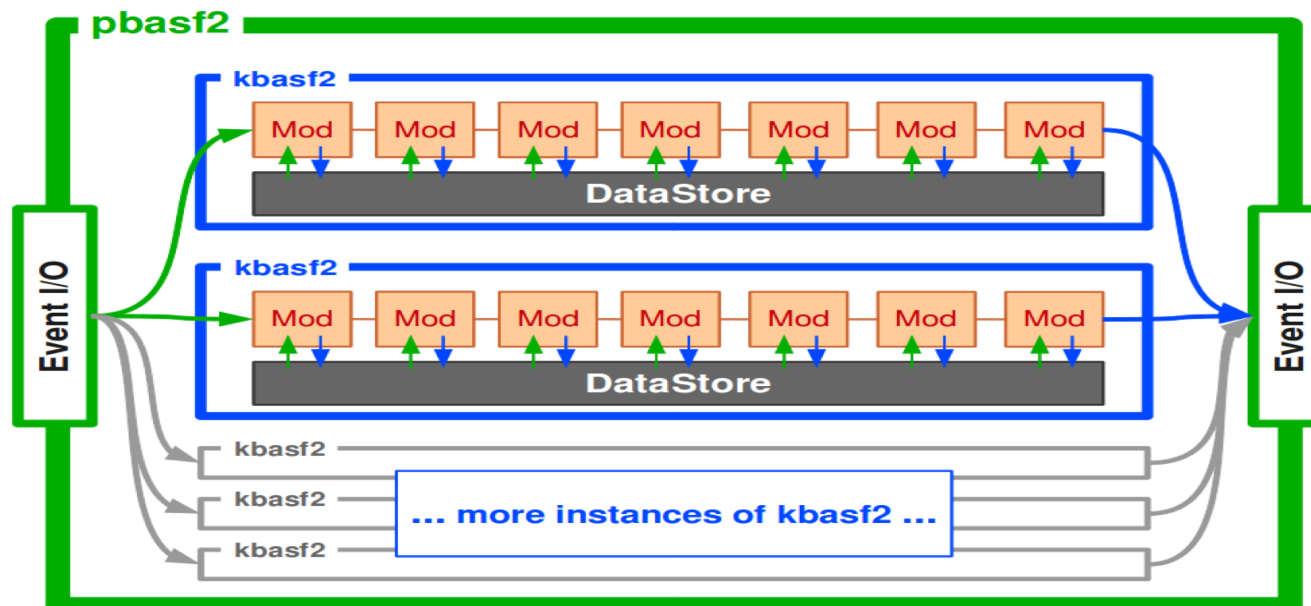 pbasf2
kbasf2
Mod Mod Mod Mod Mod Mod Mod
DataStore
Event I/O
Event I/O
kbasf2
Mod Mod Mod Mod Mod Mod Mod
DataStore
kbasf2
kbasf2
... more instances of kbasf2 ...
kbasf2